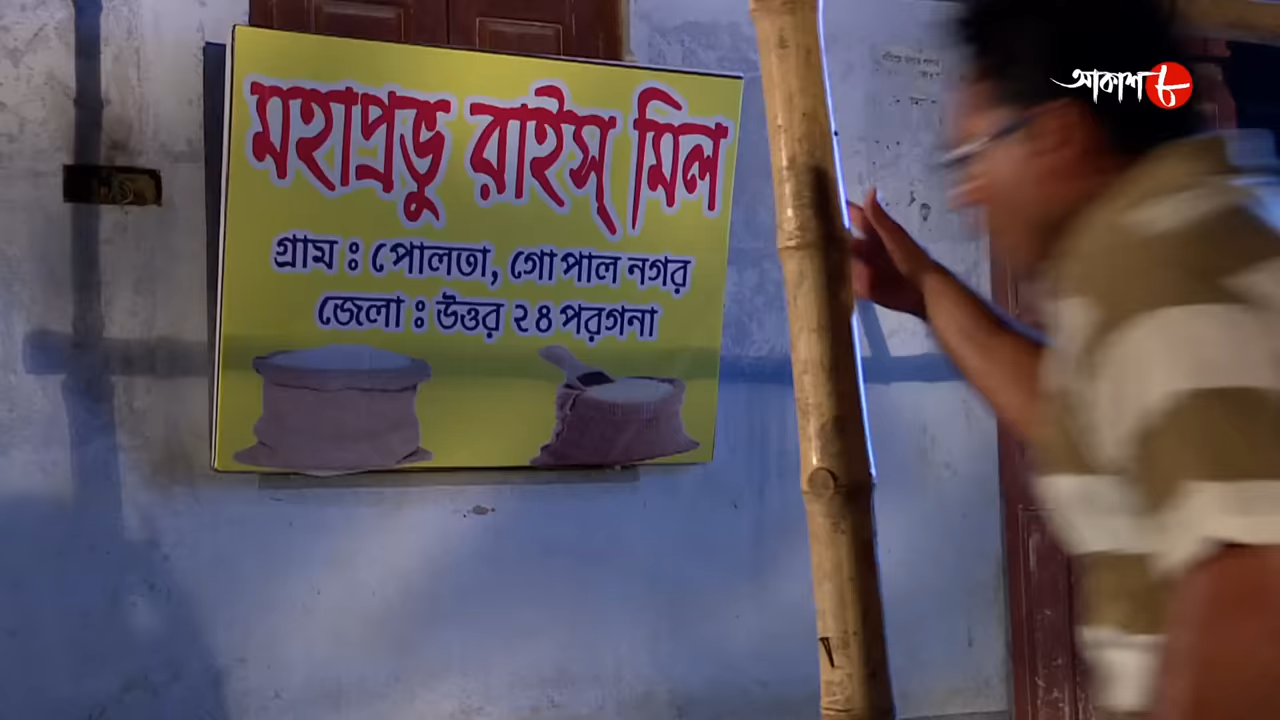 মহাপ্রভু রাইস্ মিল
গ্রাম : পোলতা, গোপাল নগর
জেলা : উত্তর ২৪ পরগনা
আকাশ ৮